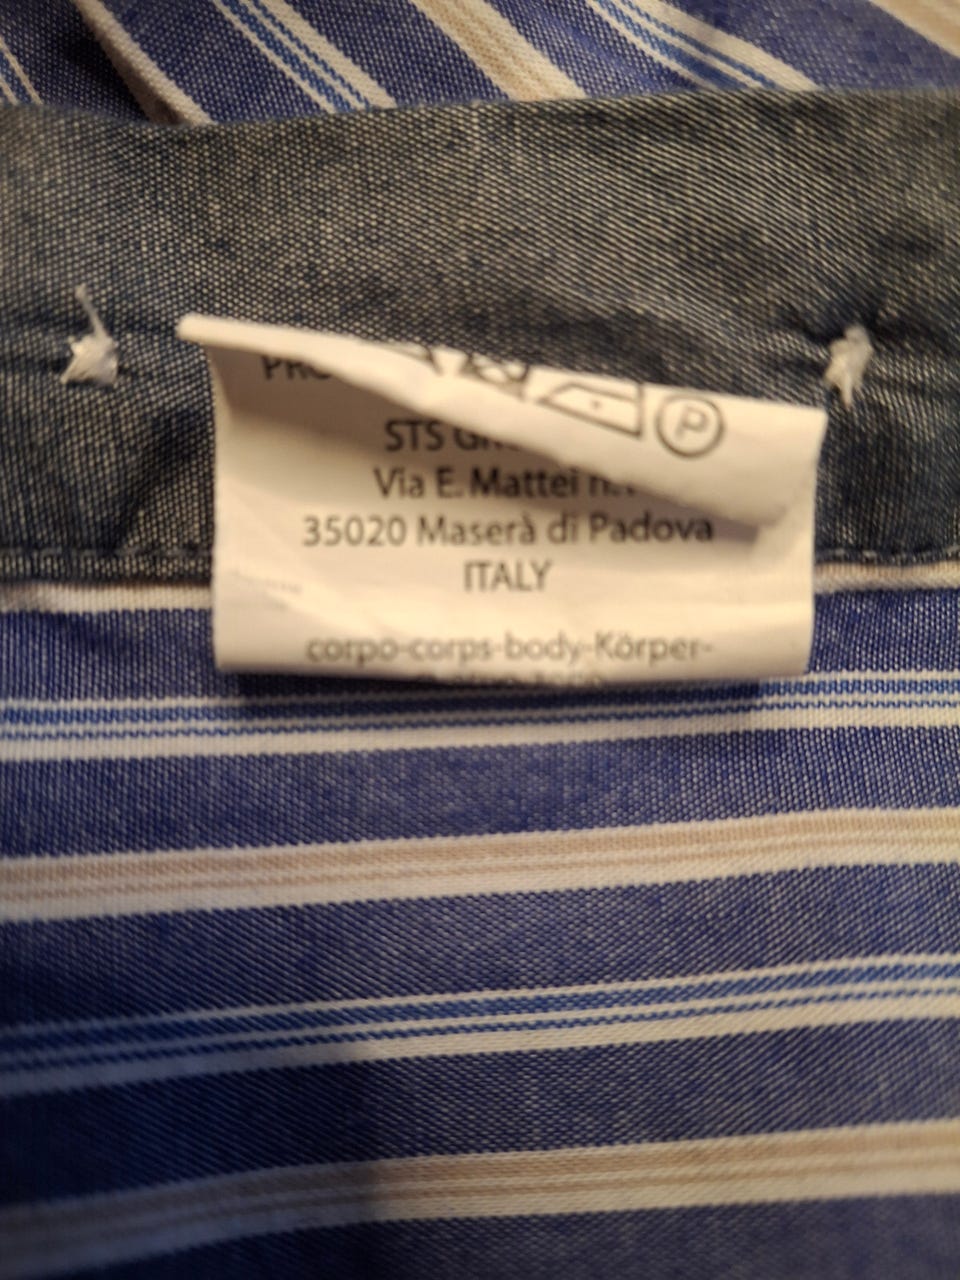 STS
Via E. Mattei
35020 Maserà di Padova
ITALY
corpo-corps-body-Körper-
P